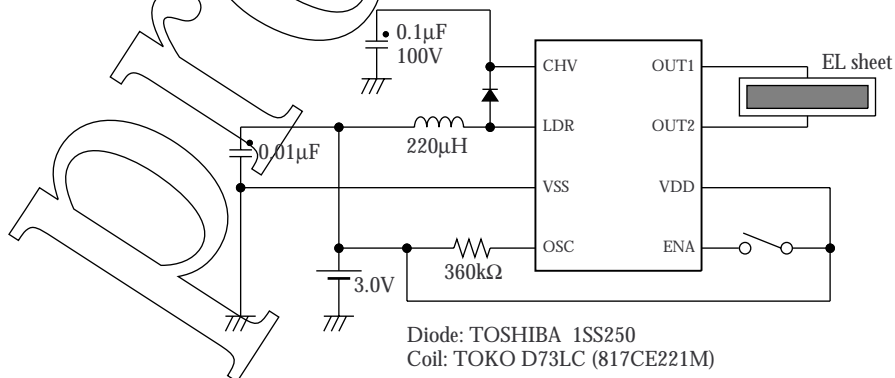 0.1µF
100V
CHV
OUT1
EL sheet
LDR
OUT2
220µH
0.01µF
VSS
VDD
OSC
ENA
360kΩ
3.0V
Diode: TOSHIBA 1SS250
Coil: TOKO D73LC (817CE221M)